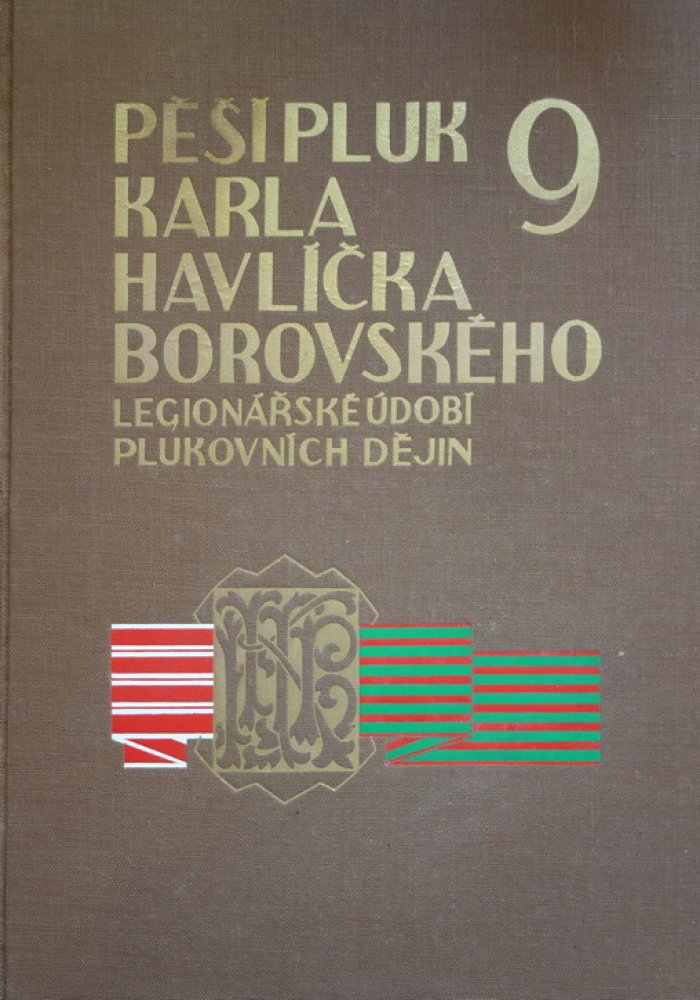 PĚŠÍ PLUK 9
KARLA
HAVLÍČKA
BOROVSKÉHO
LEGIONÁŘSKÉ ÚDOBÍ
PLUKOVNÍCH DĚJIN